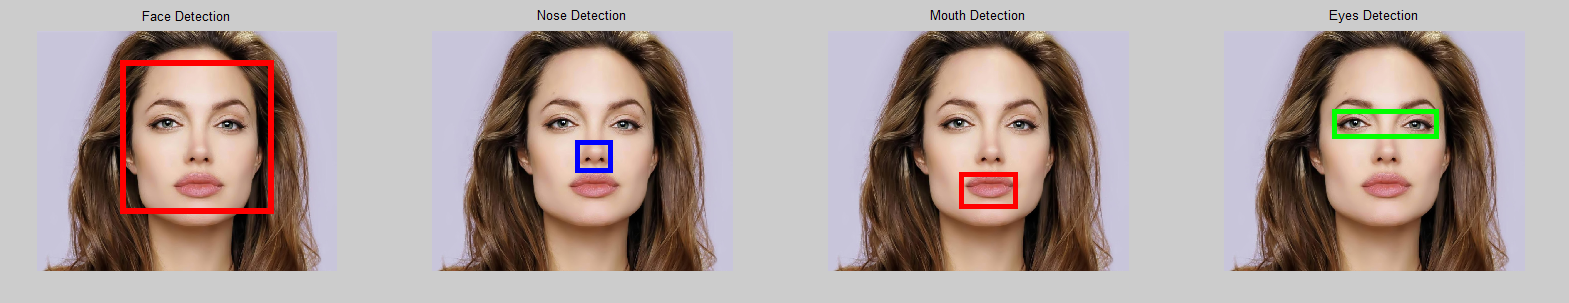 Face Detection
Nose Detection
Mouth Detection
Eyes Detection